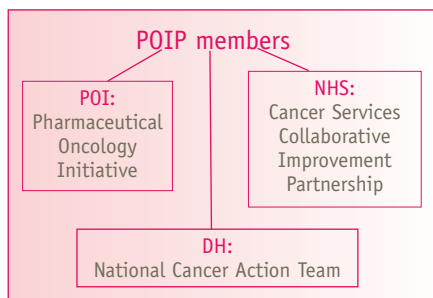 POIP members
POI:
Pharmaceutical
Oncology
Initiative
NHS:
Cancer Services
Collaborative
Improvement
Partnership
DH:
National Cancer Action Team